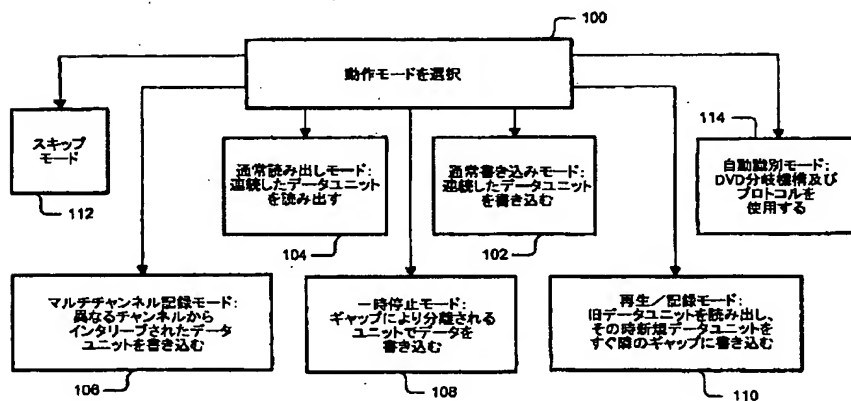 100
動作モードを選択
スキップ
モード
112
通常読み出しモード:
連続したデータユニット
を読み出す
104
通常書き込みモード:
連続したデータユニット
を書き込む
102
114
自動識別モード:
DVD分岐機構及び
プロトコルを
使用する
マルチチャンネル記録モード:
異なるチャンネルから
インタリーブされたデータ
ユニットを書き込む
106
一時停止モード:
ギャップにより分離される
ユニットでデータを
書き込む
108
再生/記録モード:
旧データユニットを読み出し、
その時新規データユニットを
すぐ隣のギャップに書き込む
110